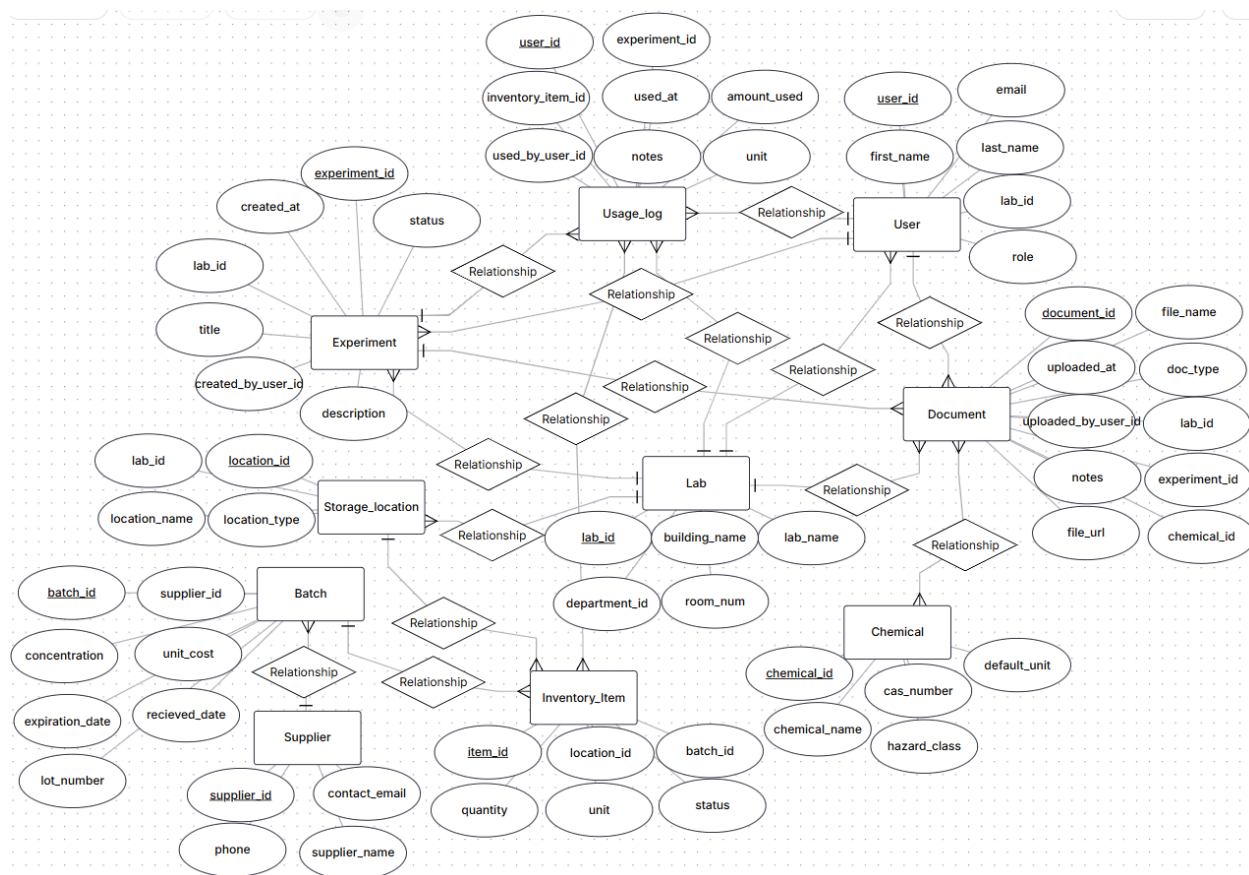 user_id
experiment_id
inventory_item_id
used_at
amount_used
used_by_user_id
notes
unit
Usage_log
user_id
email
first_name
last_name
lab_id
role
User
Relationship
experiment_id
created_at
status
lab_id
title
created_by_user_id
description
Experiment
Relationship
Relationship
Relationship
Relationship
Relationship
Relationship
Relationship
document_id
file_name
uploaded_at
doc_type
uploaded_by_user_id
lab_id
notes
experiment_id
file_url
chemical_id
Document
Relationship
Lab
Relationship
Relationship
Relationship
lab_id
building_name
lab_name
department_id
room_num
lab_id
location_id
location_name
location_type
Storage_location
batch_id
supplier_id
Batch
concentration
unit_cost
expiration_date
recieved_date
lot_number
Relationship
Relationship
Relationship
Supplier
supplier_id
contact_email
phone
supplier_name
Inventory_Item
item_id
location_id
batch_id
quantity
unit
status
Chemical
chemical_id
cas_number
default_unit
chemical_name
hazard_class